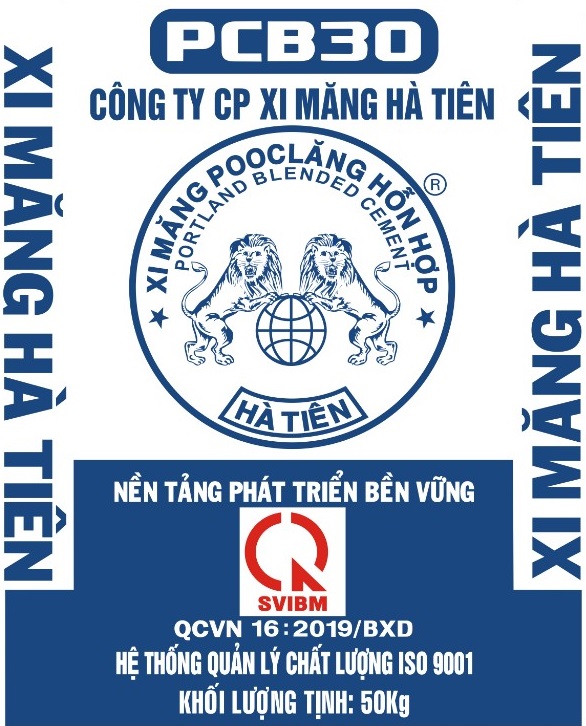 PCB30
CÔNG TY CP XI MĂNG HÀ TIÊN
XI MĂNG HÀ TIÊN
XI MĂNG POOCLĂNG HỖN HỢP
PORTLAND BLENDED CEMENT
®
HÀ TIÊN
XI MĂNG HÀ TIÊN
NỀN TẢNG PHÁT TRIỂN BỀN VỮNG
SVIBM
QCVN 16:2019/BXD
HỆ THỐNG QUẢN LÝ CHẤT LƯỢNG ISO 9001
KHỐI LƯỢNG TỊNH: 50Kg